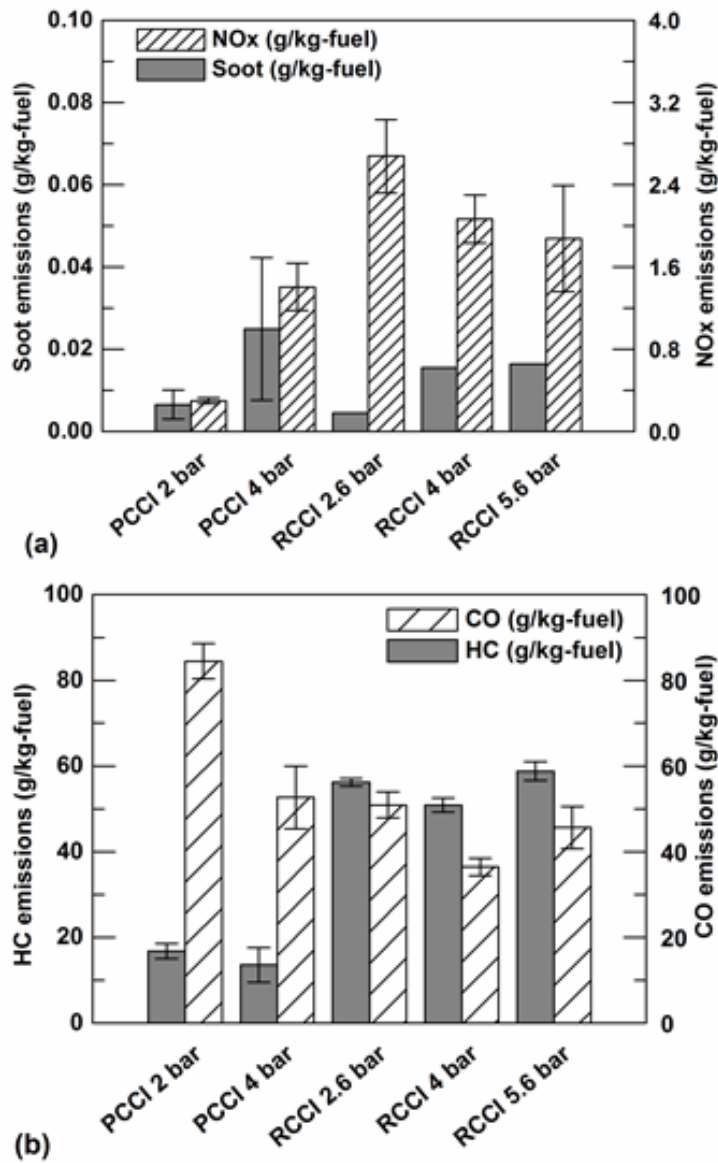 NOx (g/kg-fuel)
Soot (g/kg-fuel)
Soot emissions (g/kg-fuel)
0.10
0.08
0.06
0.04
0.02
0.00
NOx emissions (g/kg-fuel)
4.0
3.2
2.4
1.6
0.8
0.0
PCCI 2 bar
PCCI 4 bar
RCCI 2.6 bar
RCCI 4 bar
RCCI 5.6 bar
(a)
CO (g/kg-fuel)
HC (g/kg-fuel)
HC emissions (g/kg-fuel)
100
80
60
40
20
0
CO emissions (g/kg-fuel)
100
80
60
40
20
0
PCCI 2 bar
PCCI 4 bar
RCCI 2.6 bar
RCCI 4 bar
RCCI 5.6 bar
(b)